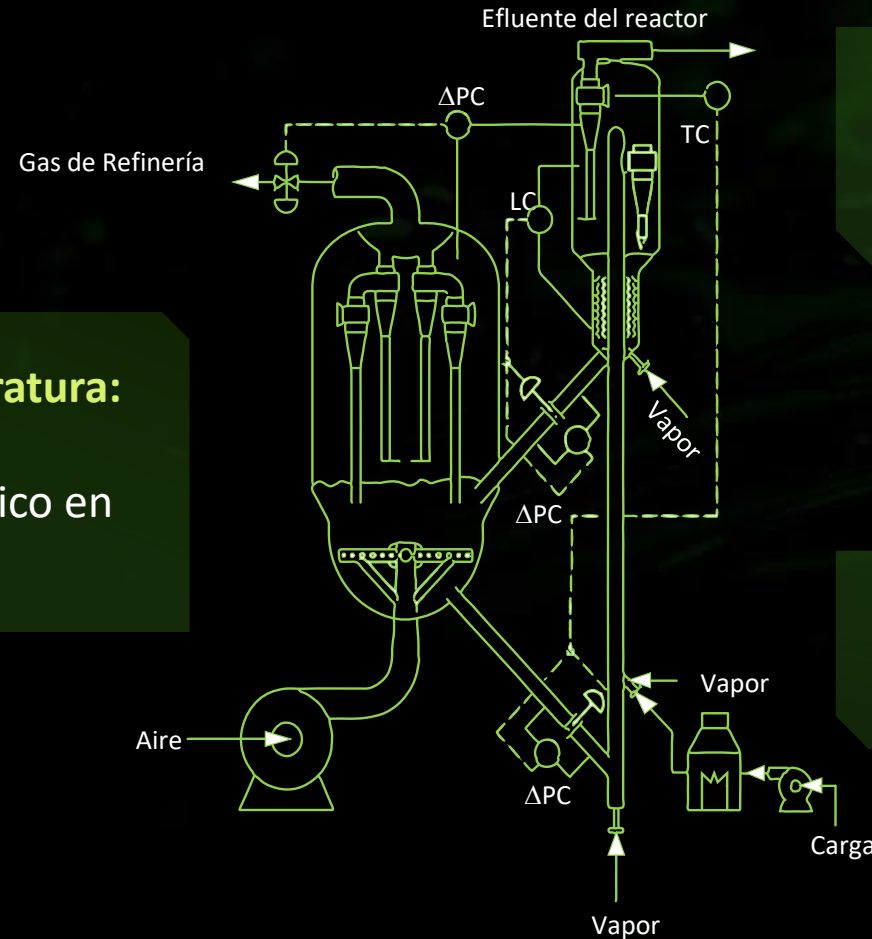 Efluente del reactor
ΔPC
TC
Gas de Refinería
LC
ratura:
ico en
Vapor
ΔPC
Vapor
Aire
ΔPC
Carga
Vapor